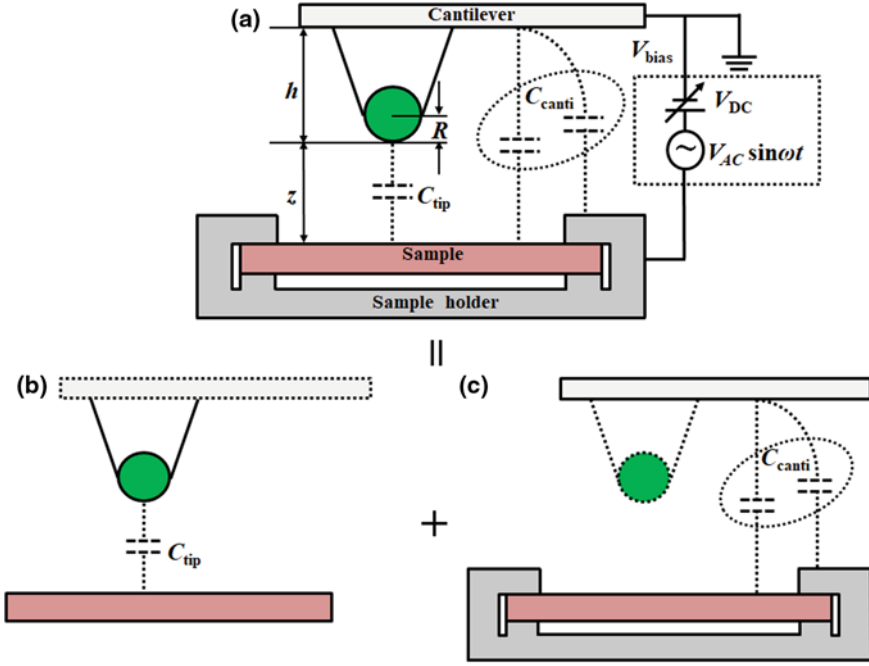 (a)
Cantilever
h
R
z
C_tip
C_canti
V_bias
V_DC
V_AC sinωt
Sample
Sample holder
=
(b)
C_tip
+
(c)
C_canti